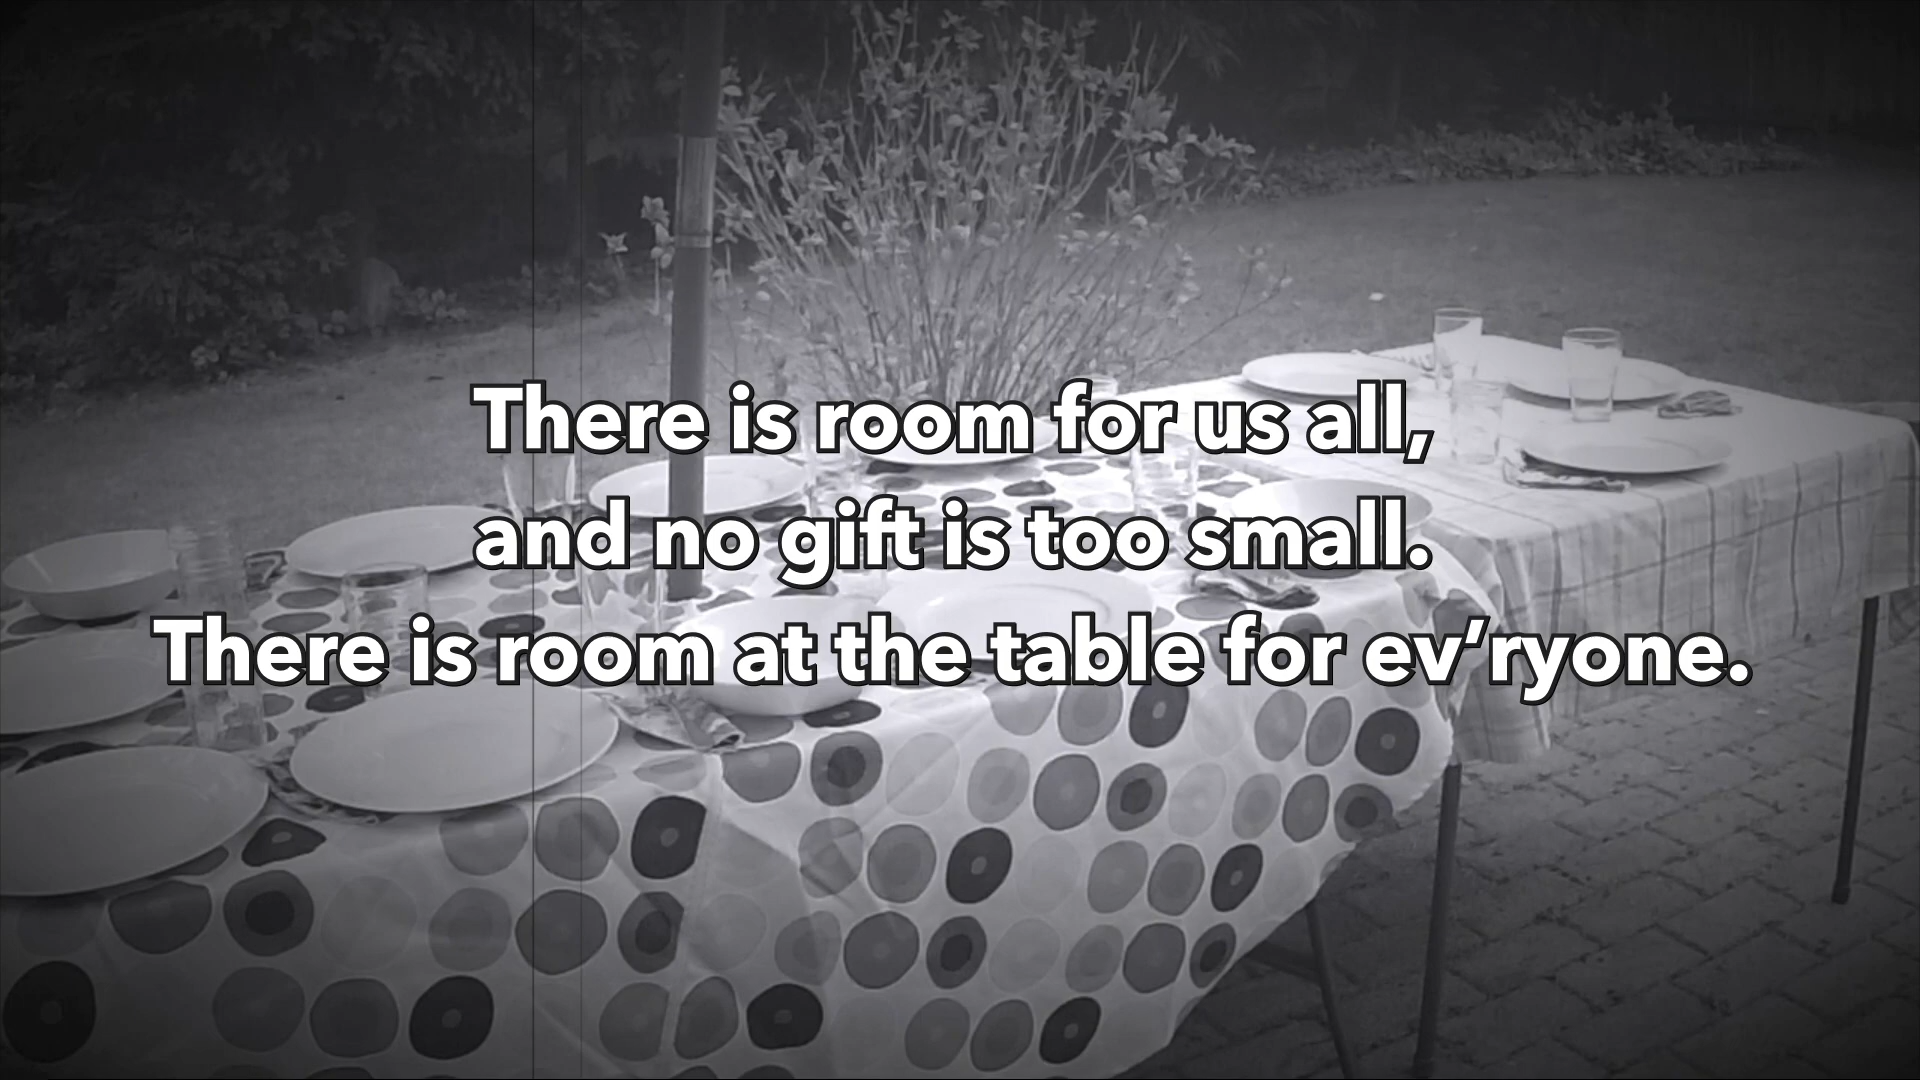 There is room for us all,
and no gift is too small.
There is room at the table for ev’ryone.